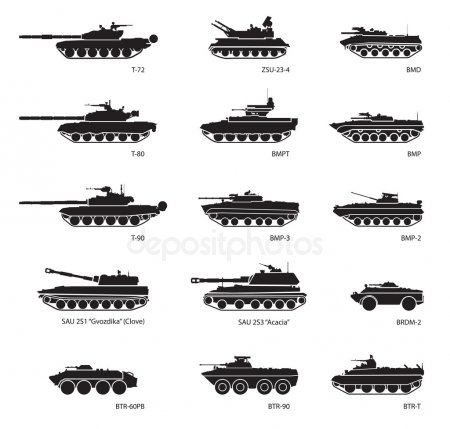 T-72
ZSU-23-4
BMD
T-80
BMPT
BMP
T-90
BMP-3
BMP-2
depositphotos
SAU 2S1 "Gvozdika" (Clove)
SAU 2S3 "Acacia"
BRDM-2
BTR-60PB
BTR-90
BTR-T